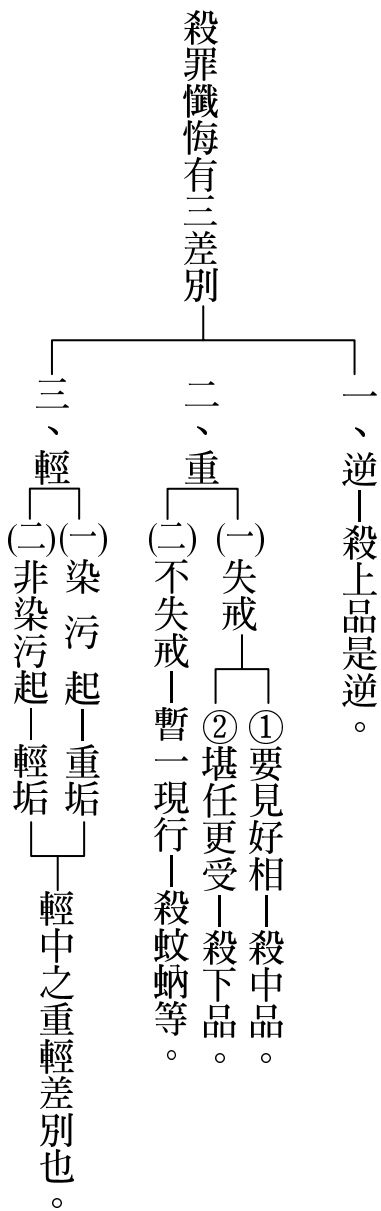 殺罪懺悔有三差別
一、逆—殺上品是逆。
二、重
(一)失戒
①要見好相—殺中品。
②堪任更受—殺下品。
(二)不失戒—暫一現行—殺蚊蚋等。
三、輕
(一)染污起—重垢
(二)非染污起—輕垢
輕中之重輕差別也。